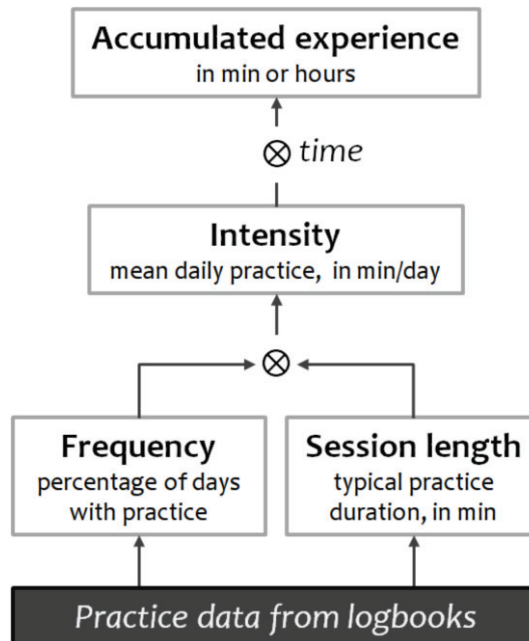 Accumulated experience
in min or hours
⊗ time
Intensity
mean daily practice, in min/day
⊗
Frequency
percentage of days
with practice
Session length
typical practice
duration, in min
Practice data from logbooks